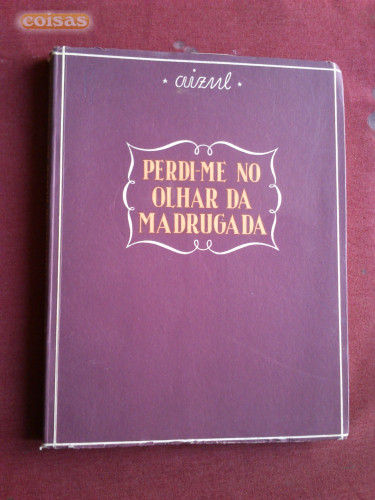 coisas
aizul
PERDI-ME NO
OLHAR DA
MADRUGADA